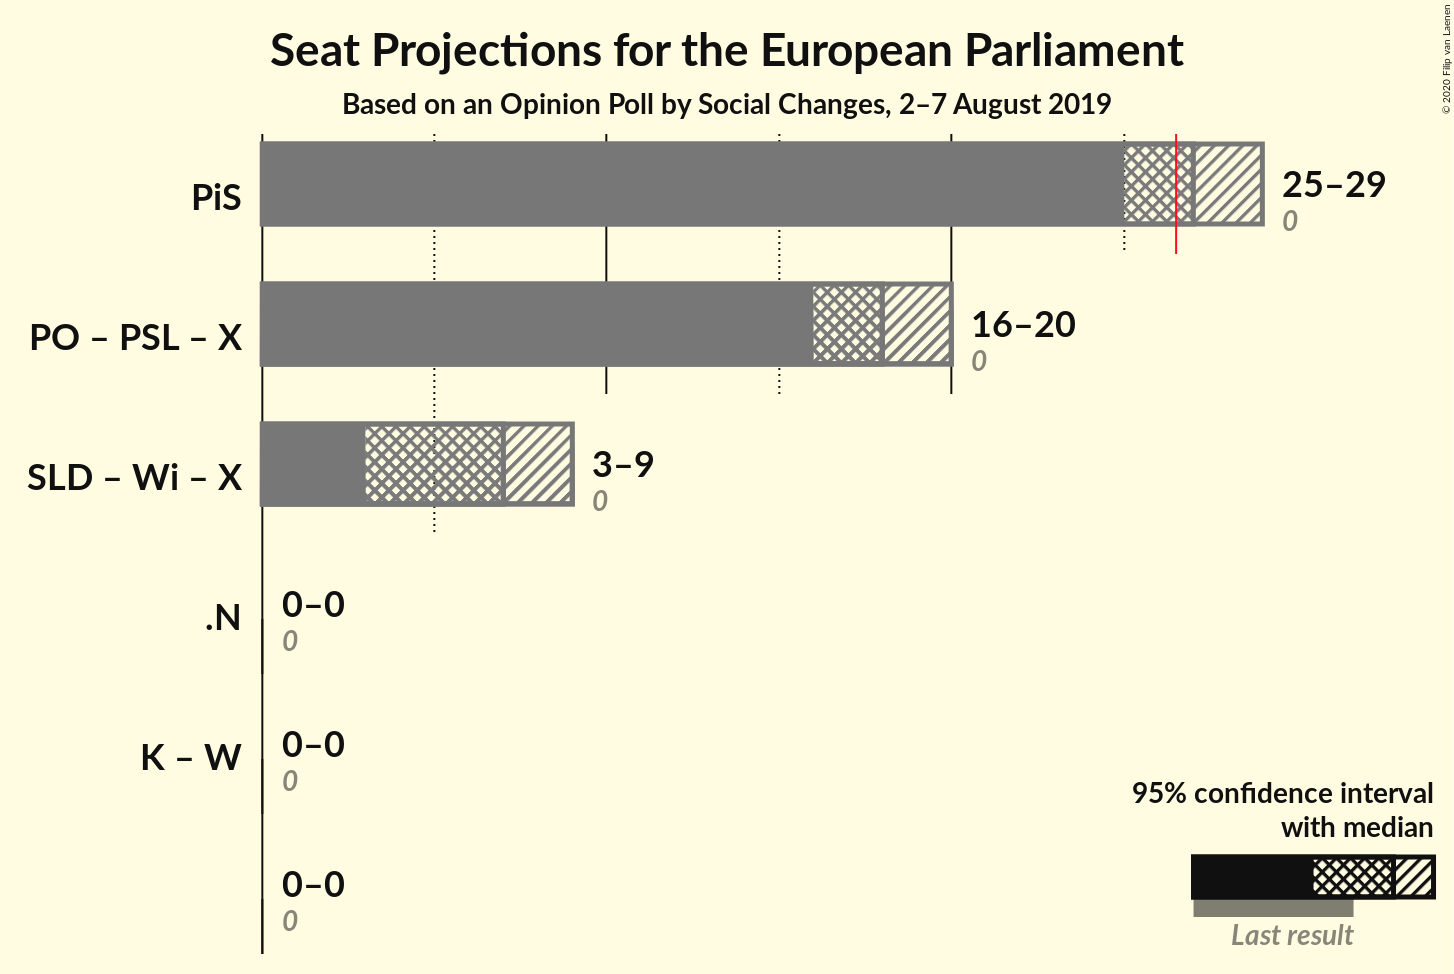 Seat Projections for the European Parliament
Based on an Opinion Poll by Social Changes, 2–7 August 2019
© 2020 Filip van Laenen
PiS
25–29
0
PO – PSL – X
16–20
0
SLD – Wi – X
3–9
0
.N
0–0
0
K – W
0–0
0
0–0
0
95% confidence interval
with median
Last result